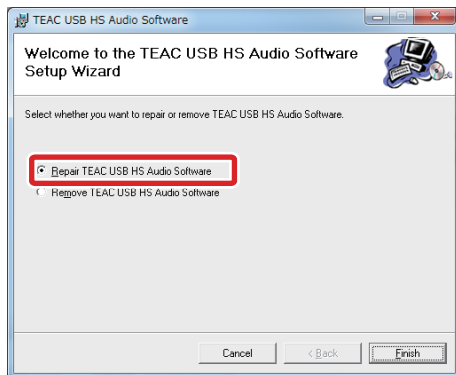 TEAC USB HS Audio Software
Welcome to the TEAC USB HS Audio Software
Setup Wizard
Select whether you want to repair or remove TEAC USB HS Audio Software.
Repair TEAC USB HS Audio Software
Remove TEAC USB HS Audio Software
Cancel
< Back
Finish